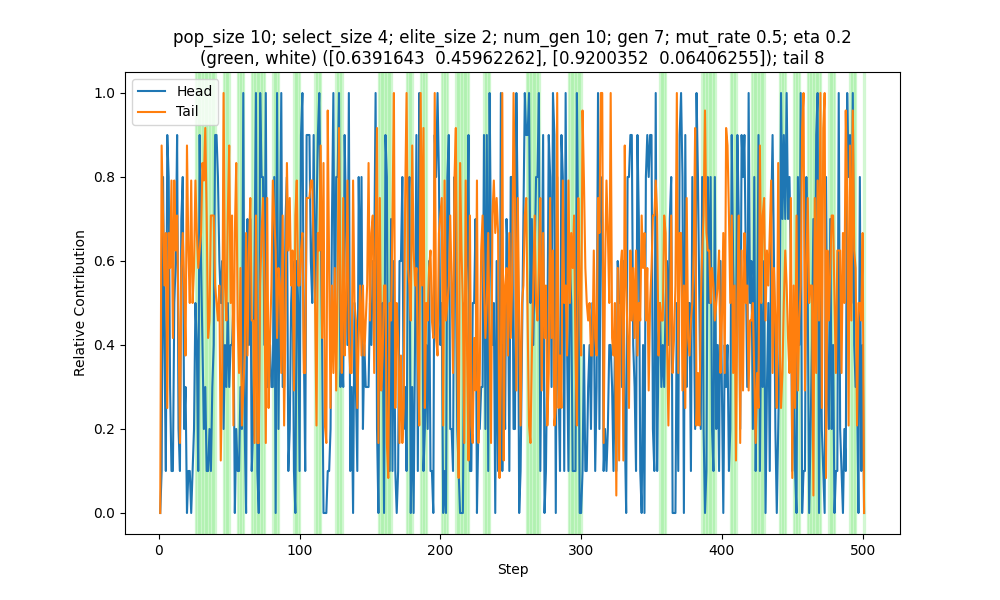 pop_size 10; select_size 4; elite_size 2; num_gen 10; gen 7; mut_rate 0.5; eta 0.2
(green, white) ([0.6391643 0.45962262], [0.9200352 0.06406255]); tail 8
Head
Tail
Relative Contribution
1.0
0.8
0.6
0.4
0.2
0.0
0 100 200 300 400 500
Step